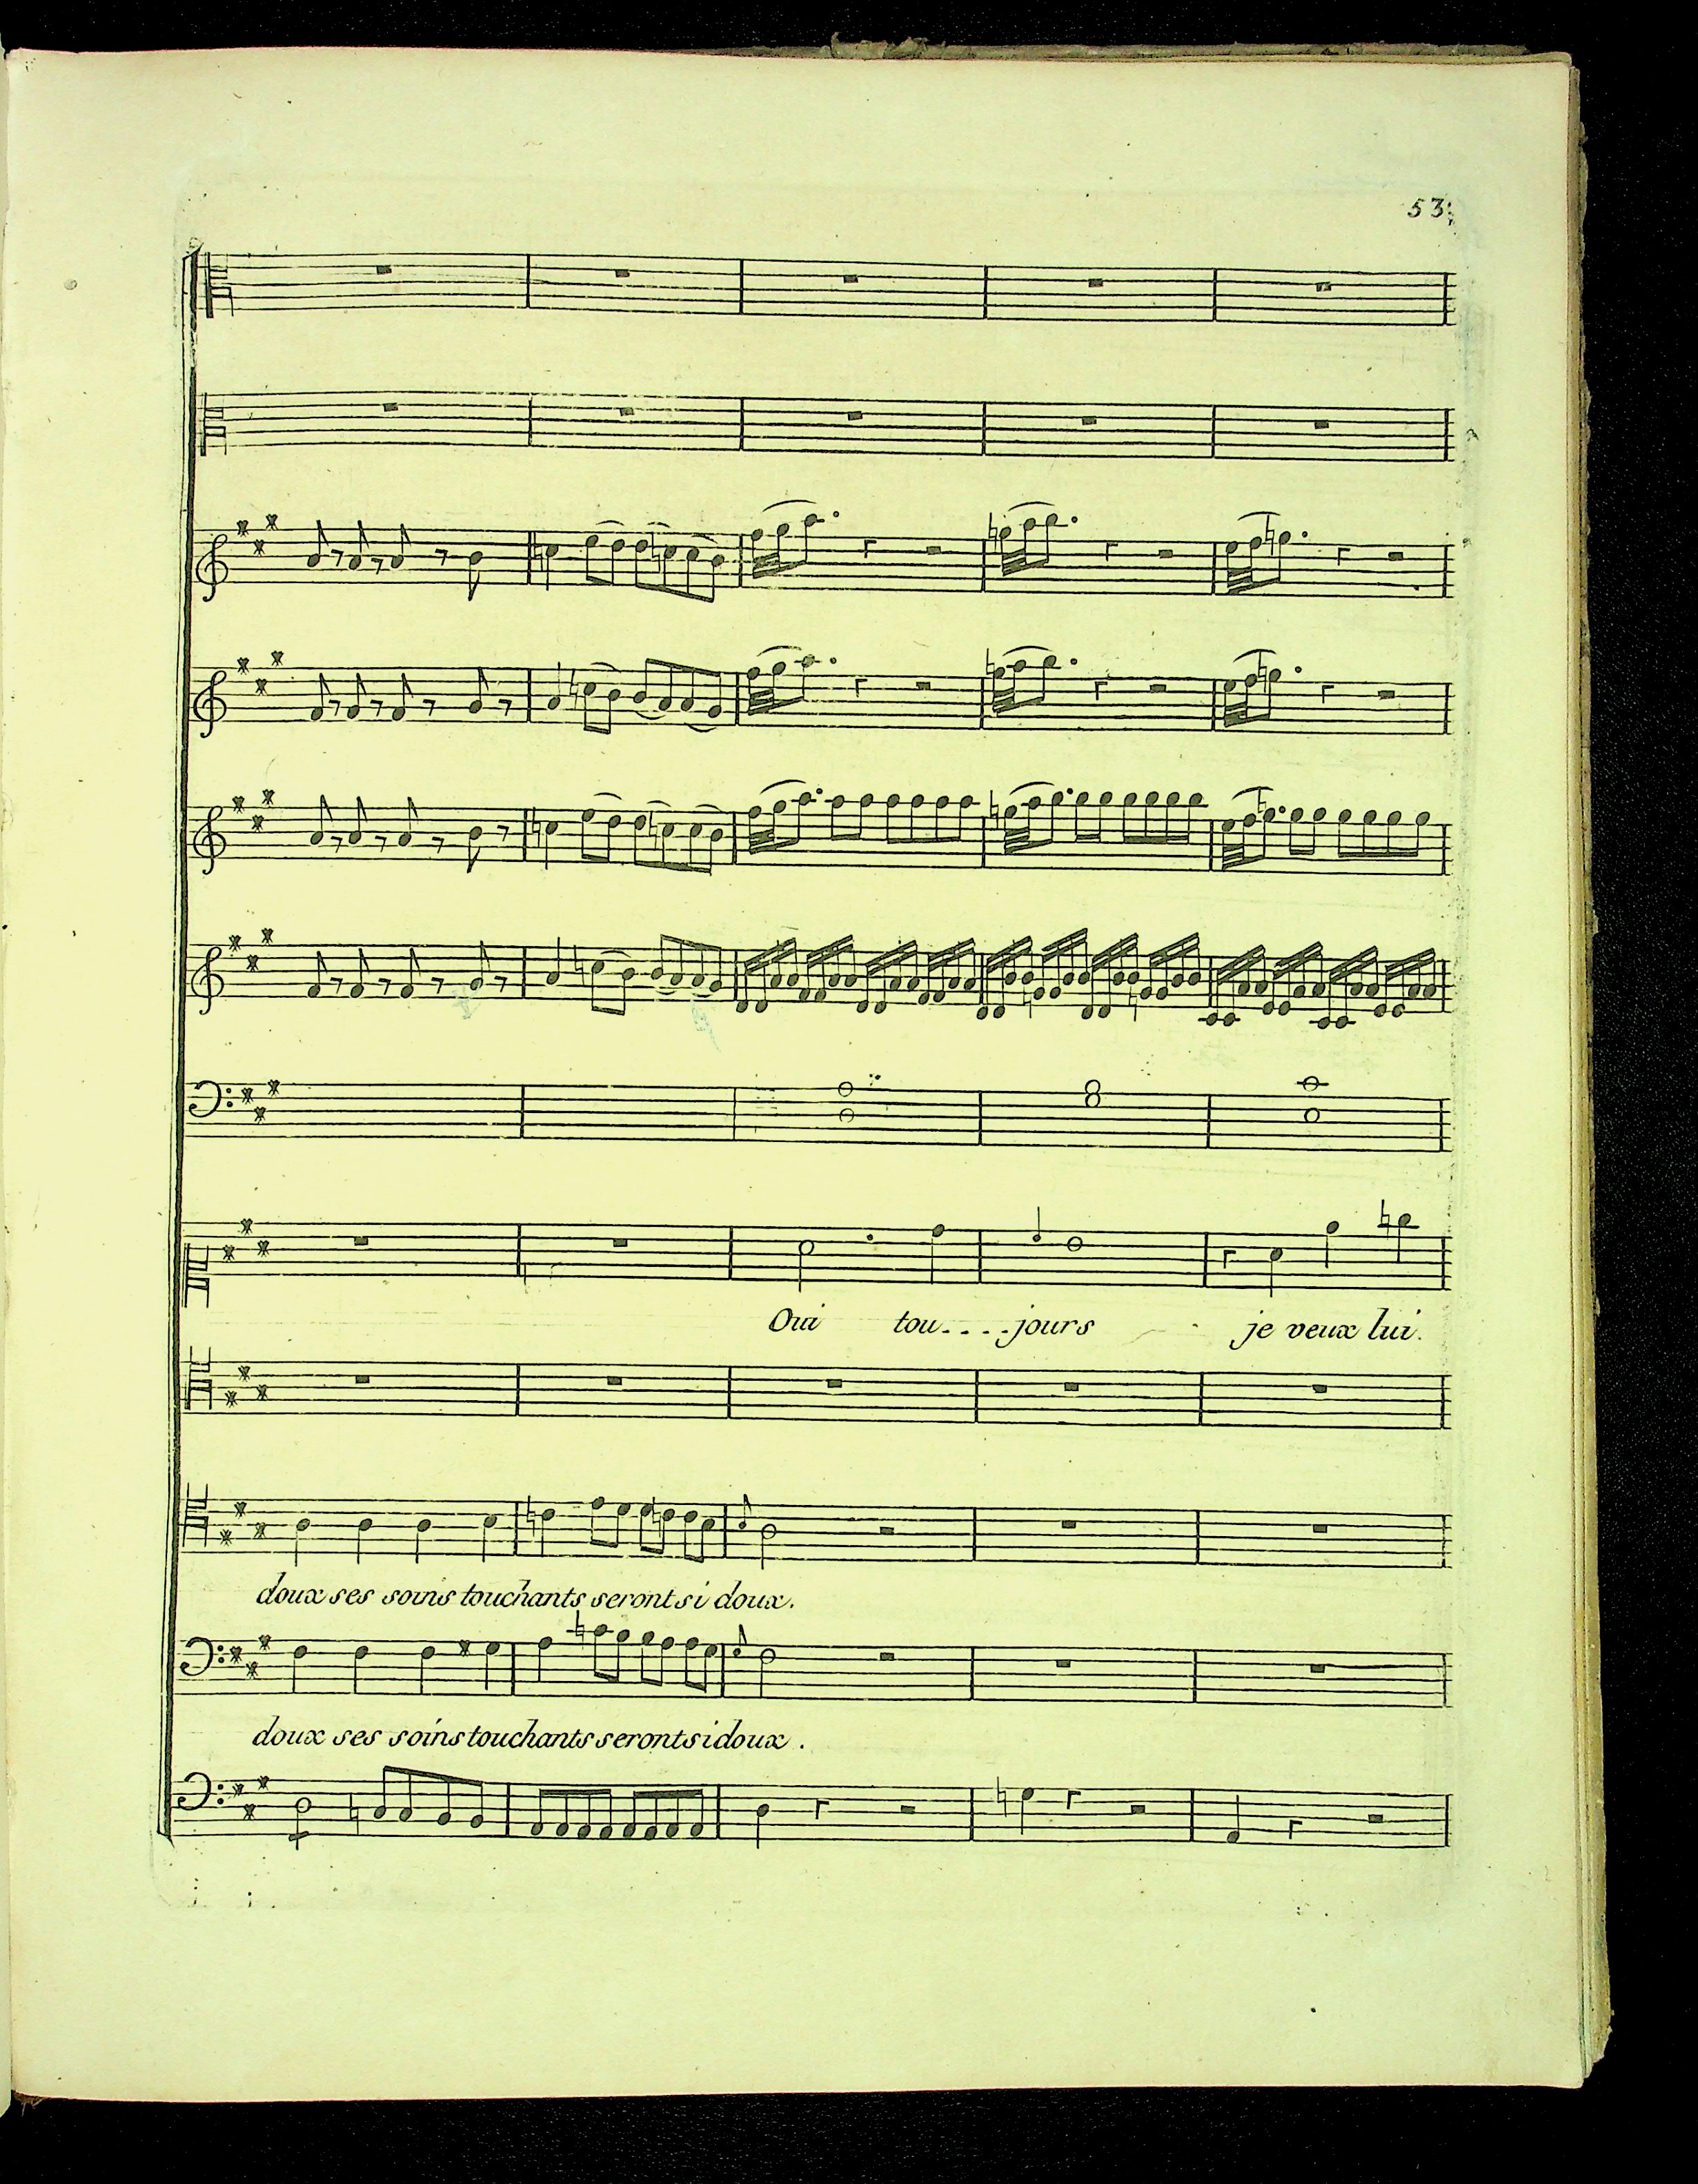 53
Oui tou....jours je veux lui
doux ses soins touchants seront si doux.
doux ses soins touchants seront si doux.